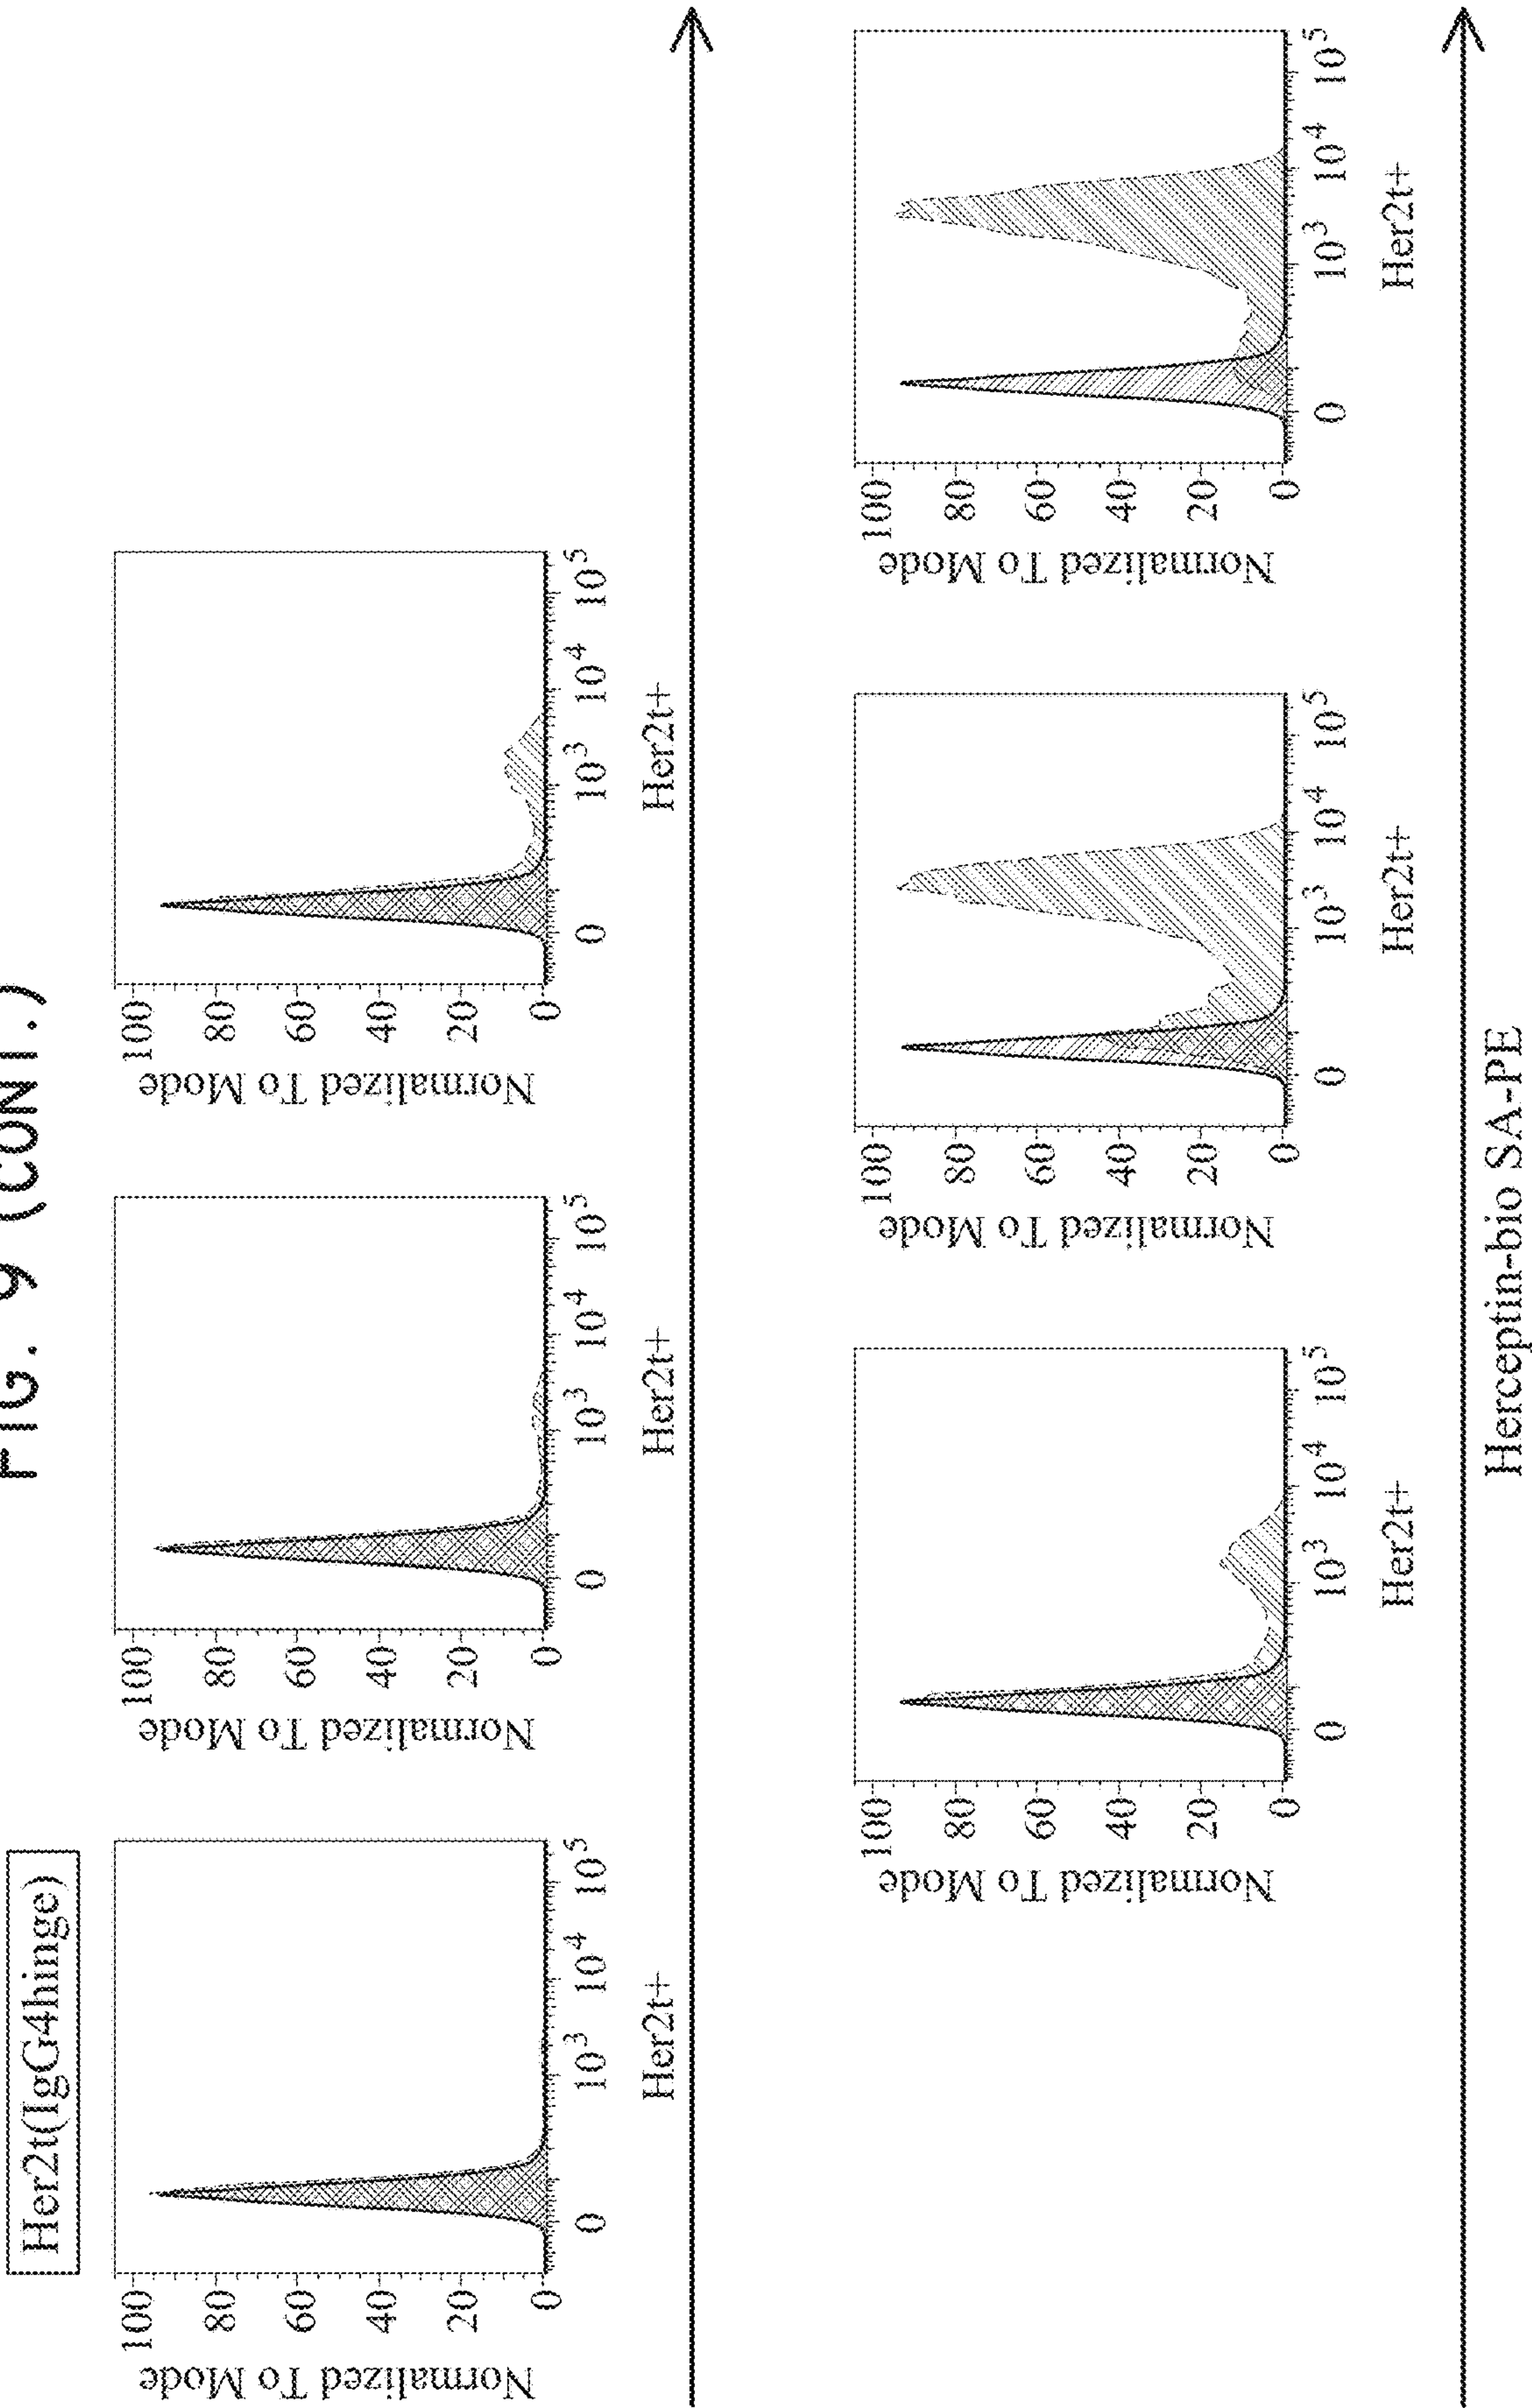 FIG. 9 (CONT.)
Her2t(IgG4hinge)
Normalized To Mode
100
80
60
40
20
0
0 10³ 10⁴ 10⁵
Her2t+
Normalized To Mode
100
80
60
40
20
0
0 10³ 10⁴ 10⁵
Her2t+
Normalized To Mode
100
80
60
40
20
0
0 10³ 10⁴ 10⁵
Her2t+
Normalized To Mode
100
80
60
40
20
0
0 10³ 10⁴ 10⁵
Her2t+
Normalized To Mode
100
80
60
40
20
0
0 10³ 10⁴ 10⁵
Her2t+
Normalized To Mode
100
80
60
40
20
0
0 10³ 10⁴ 10⁵
Her2t+
Herceptin-bio SA-PE